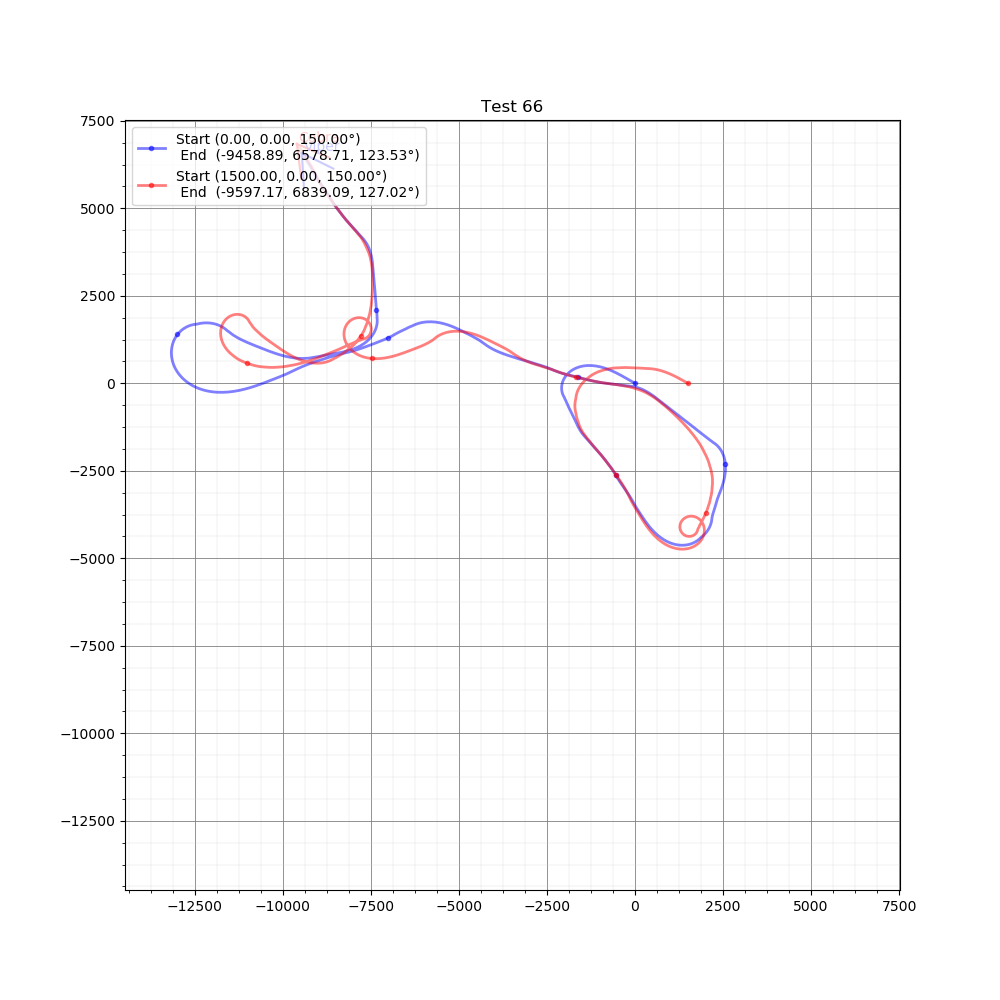 Test 66
Start (0.00, 0.00, 150.00°)
End (-9458.89, 6578.71, 123.53°)
Start (1500.00, 0.00, 150.00°)
End (-9597.17, 6839.09, 127.02°)
7500
5000
2500
0
−2500
−5000
−7500
−10000
−12500
−12500 −10000 −7500 −5000 −2500 0 2500 5000 7500